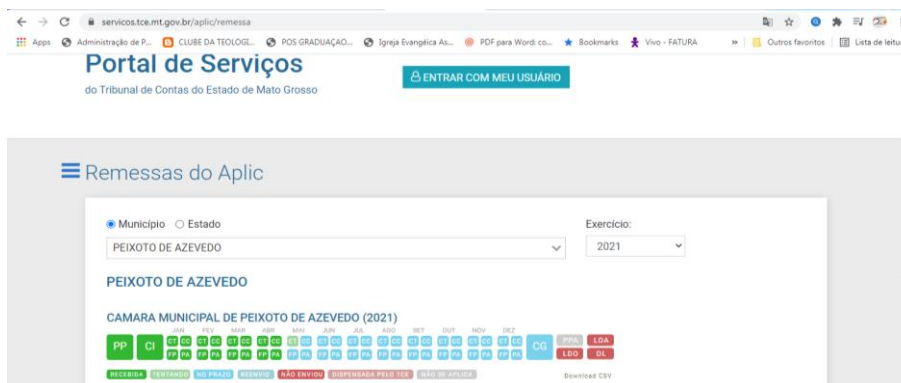 servicos.tce.mt.gov.br/aplic/remessa
Apps Administração de P... CLUBE DA TEOLOGI... POS GRADUAÇAO... Igreja Evangélica As... PDF para Word: co... Bookmarks Vivo - FATURA » Outros favoritos Lista de leitu
Portal de Serviços
do Tribunal de Contas do Estado de Mato Grosso
ENTRAR COM MEU USUÁRIO
Remessas do Aplic
Município Estado
Exercício:
PEIXOTO DE AZEVEDO
2021
PEIXOTO DE AZEVEDO
CAMARA MUNICIPAL DE PEIXOTO DE AZEVEDO (2021)
JAN FEV MAR ABR MAI JUN JUL AGO SET OUT NOV DEZ
PP CI CT CC CT CC CT CC CT CC CT CC CT CC CT CC CT CC CT CC CT CC CT CC CT CC CG PPA LOA
FP PA FP PA FP PA FP PA FP PA FP PA FP PA FP PA FP PA FP PA FP PA FP PA LDO DL
RECEBIDA TENTANDO NO PRAZO REENVIO NÃO ENVIOU DISPENSADA PELO TCE NÃO SE APLICA
Download CSV